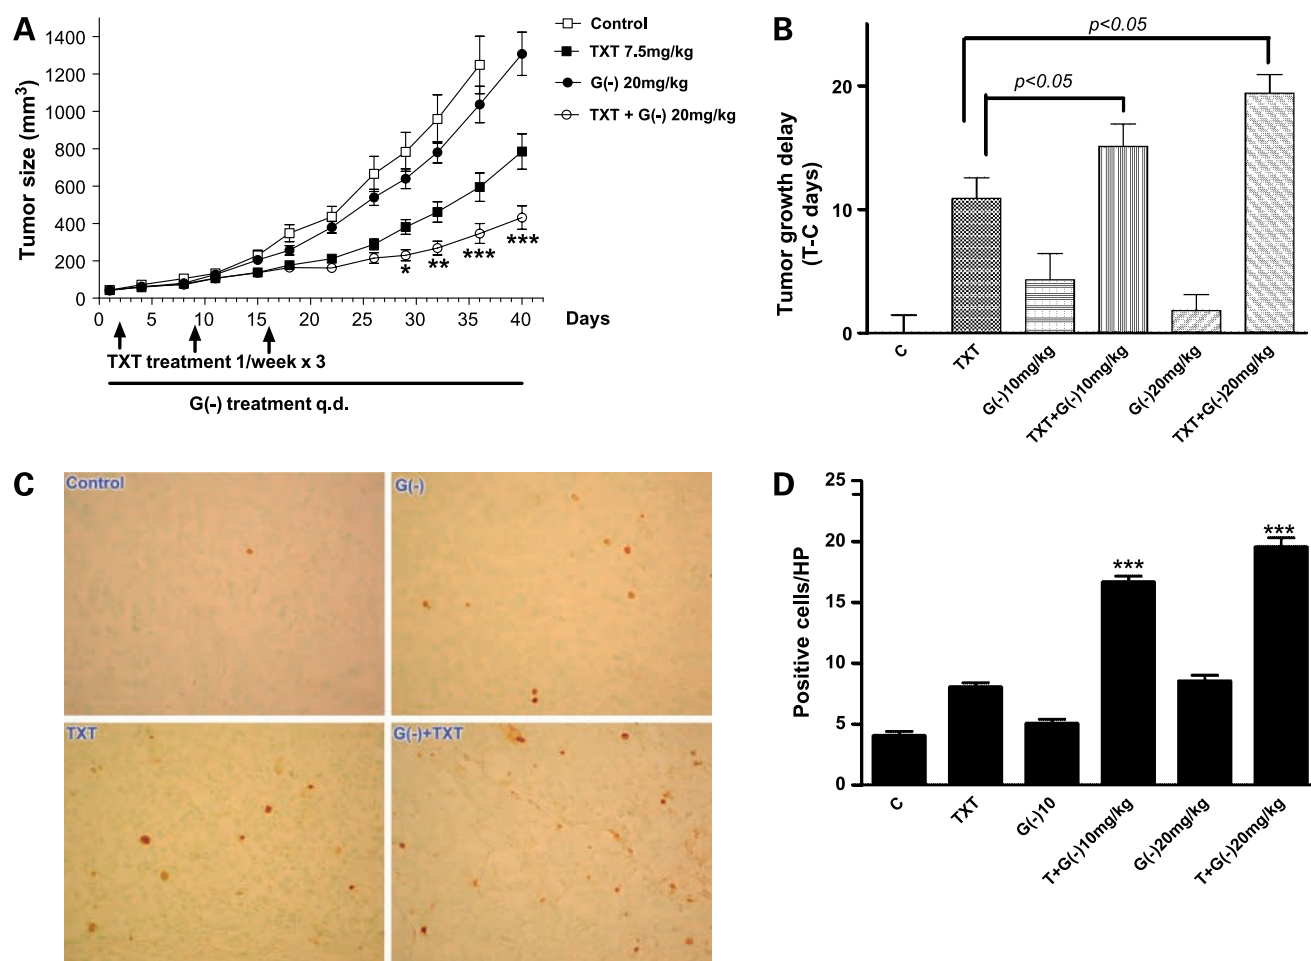 A
Tumor size (mm3)
1400
1200
1000
800
600
400
200
0
Control
TXT 7.5mg/kg
G(-) 20mg/kg
TXT + G(-) 20mg/kg
* ** *** ***
0 5 10 15 20 25 30 35 40 Days
TXT treatment 1/week x 3
G(-) treatment q.d.
B
Tumor growth delay
(T-C days)
20
10
0
p<0.05
p<0.05
C
TXT
G(-)10mg/kg
TXT+G(-)10mg/kg
G(-)20mg/kg
TXT+G(-)20mg/kg
C
Control
G(-)
TXT
G(-)+TXT
D
Positive cells/HP
25
20
15
10
5
0
***
***
C
TXT
G(-)10
T+G(-)10mg/kg
G(-)20mg/kg
T+G(-)20mg/kg